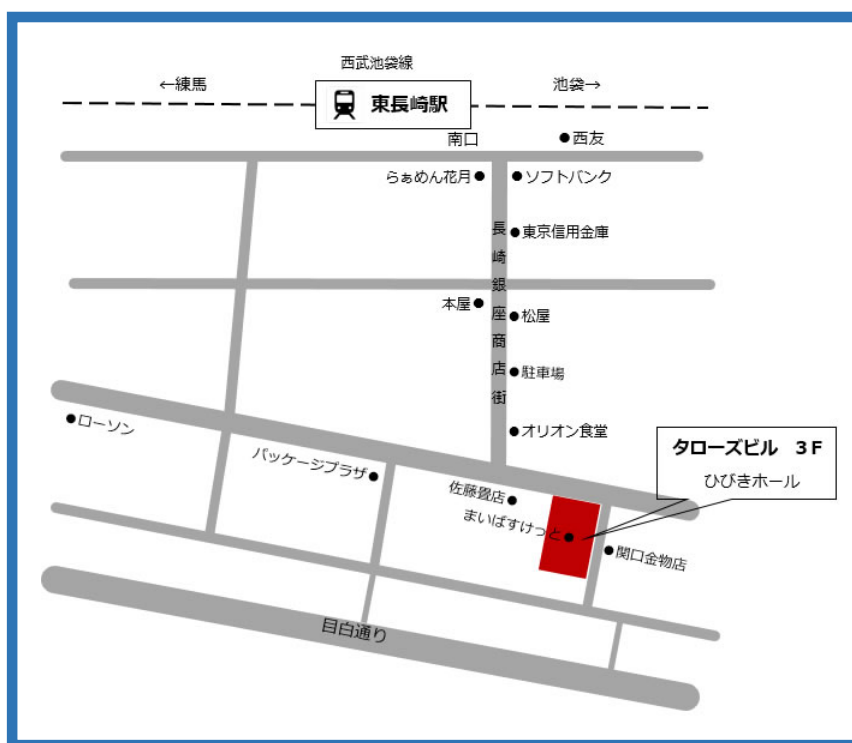 西武池袋線
←練馬
池袋→
東長崎駅
南口
西友
らぁめん花月
ソフトバンク
東京信用金庫
長崎銀座商店街
本屋
松屋
駐車場
オリオン食堂
ローソン
パッケージプラザ
佐藤畳店
まいばすけっと
タローズビル　３F
ひびきホール
関口金物店
目白通り